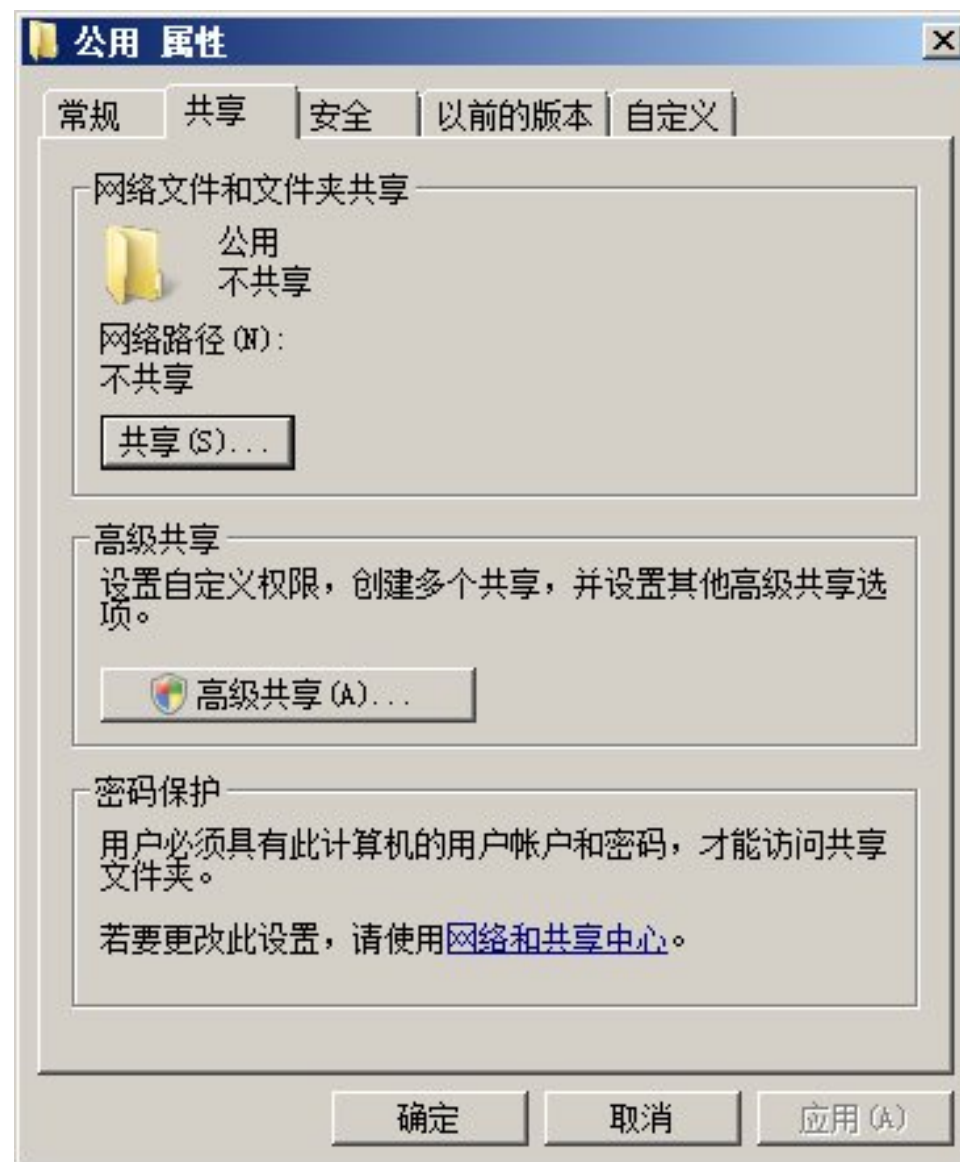 公用 属性
常规 共享 安全 以前的版本 自定义
网络文件和文件夹共享
公用
不共享
网络路径(N):
不共享
共享(S)...
高级共享
设置自定义权限，创建多个共享，并设置其他高级共享选
项。
高级共享(A)...
密码保护
用户必须具有此计算机的用户帐户和密码，才能访问共享
文件夹。
若要更改此设置，请使用网络和共享中心。
确定 取消 应用(A)